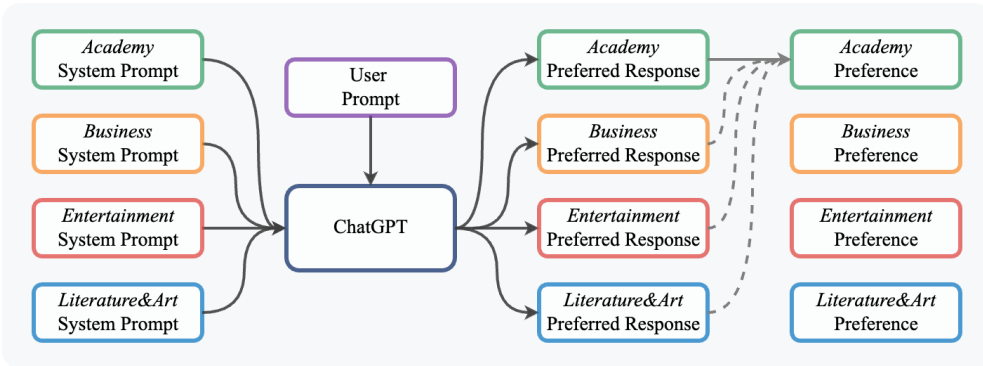 Academy
System Prompt
Business
System Prompt
Entertainment
System Prompt
Literature&Art
System Prompt
User
Prompt
ChatGPT
Academy
Preferred Response
Business
Preferred Response
Entertainment
Preferred Response
Literature&Art
Preferred Response
Academy
Preference
Business
Preference
Entertainment
Preference
Literature&Art
Preference